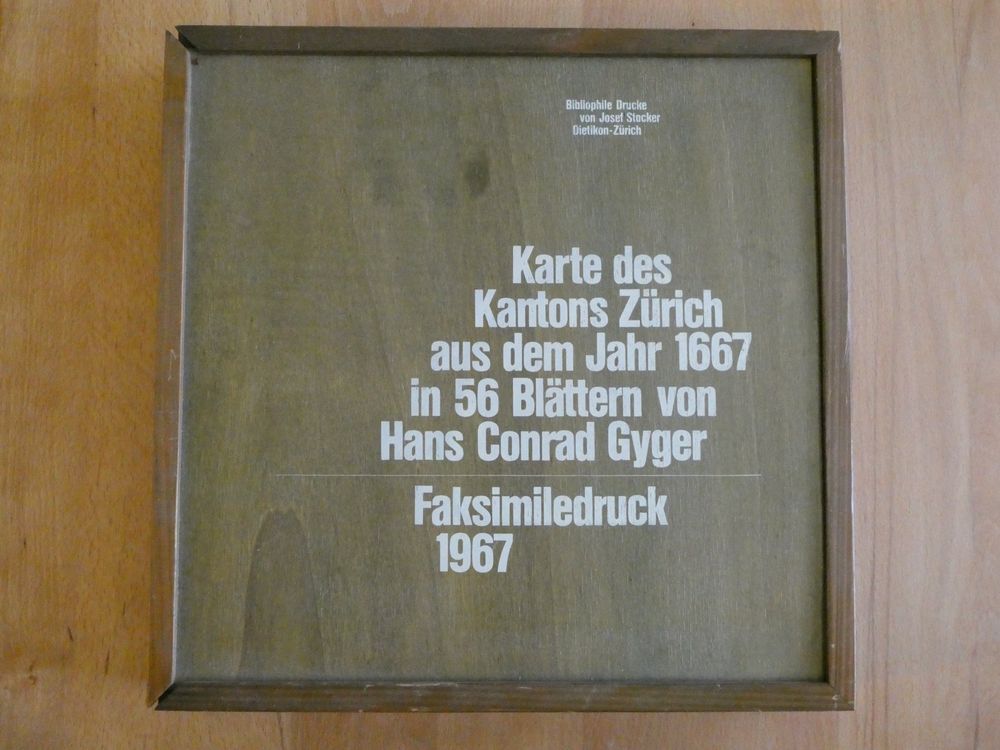 Bibliophile Drucke
von Josef Stocker
Dietikon-Zürich
Karte des
Kantons Zürich
aus dem Jahr 1667
in 56 Blättern von
Hans Conrad Gyger
Faksimiledruck
1967